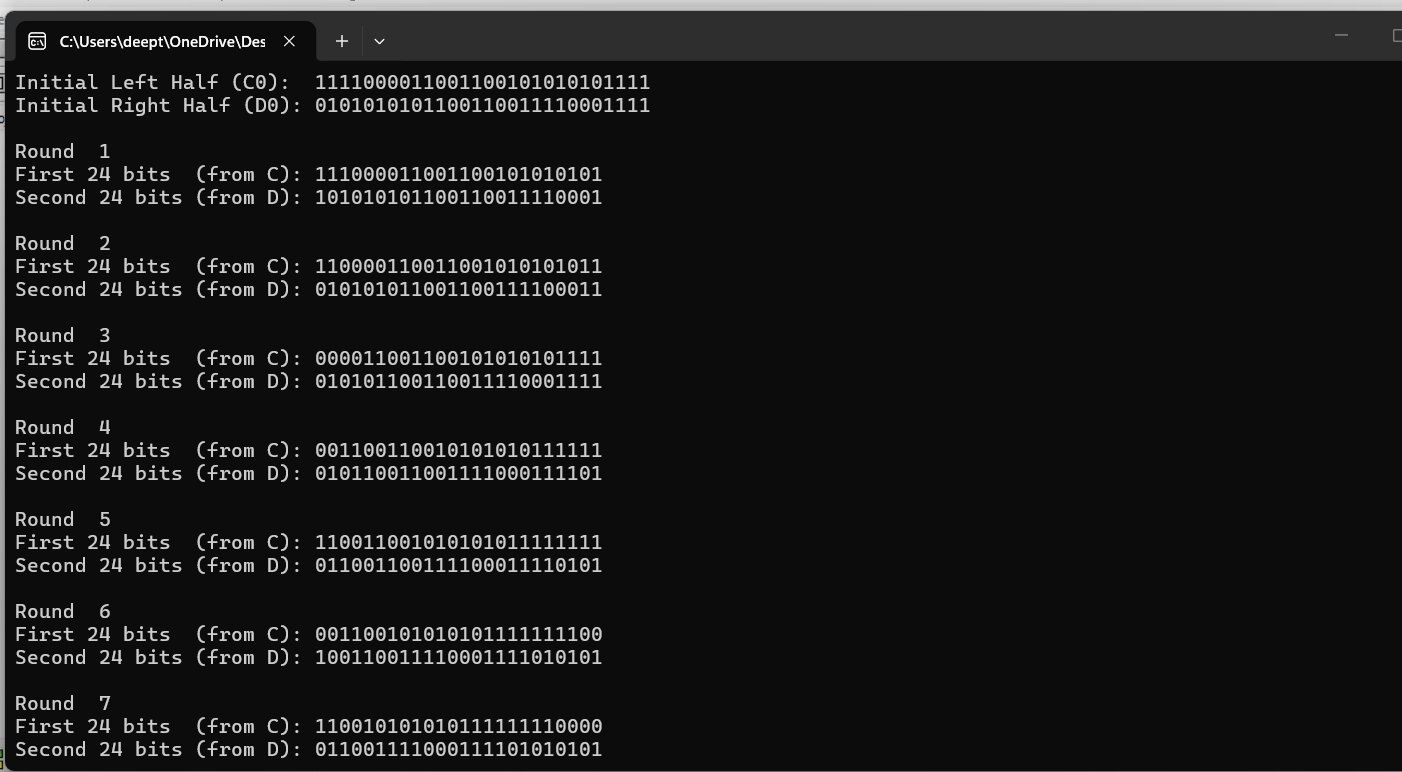 C:\Users\deept\OneDrive\Des
Initial Left Half (C0): 1111000011001100101010101111
Initial Right Half (D0): 0101010101100110011110001111
Round 1
First 24 bits (from C): 111000011001100101010101
Second 24 bits (from D): 101010101100110011110001
Round 2
First 24 bits (from C): 110000110011001010101011
Second 24 bits (from D): 010101011001100111100011
Round 3
First 24 bits (from C): 000011001100101010101111
Second 24 bits (from D): 010101100110011110001111
Round 4
First 24 bits (from C): 001100110010101010111111
Second 24 bits (from D): 010110011001111000111101
Round 5
First 24 bits (from C): 110011001010101011111111
Second 24 bits (from D): 011001100111100011110101
Round 6
First 24 bits (from C): 001100101010101111111100
Second 24 bits (from D): 100110011110001111010101
Round 7
First 24 bits (from C): 110010101010111111110000
Second 24 bits (from D): 011001111000111101010101